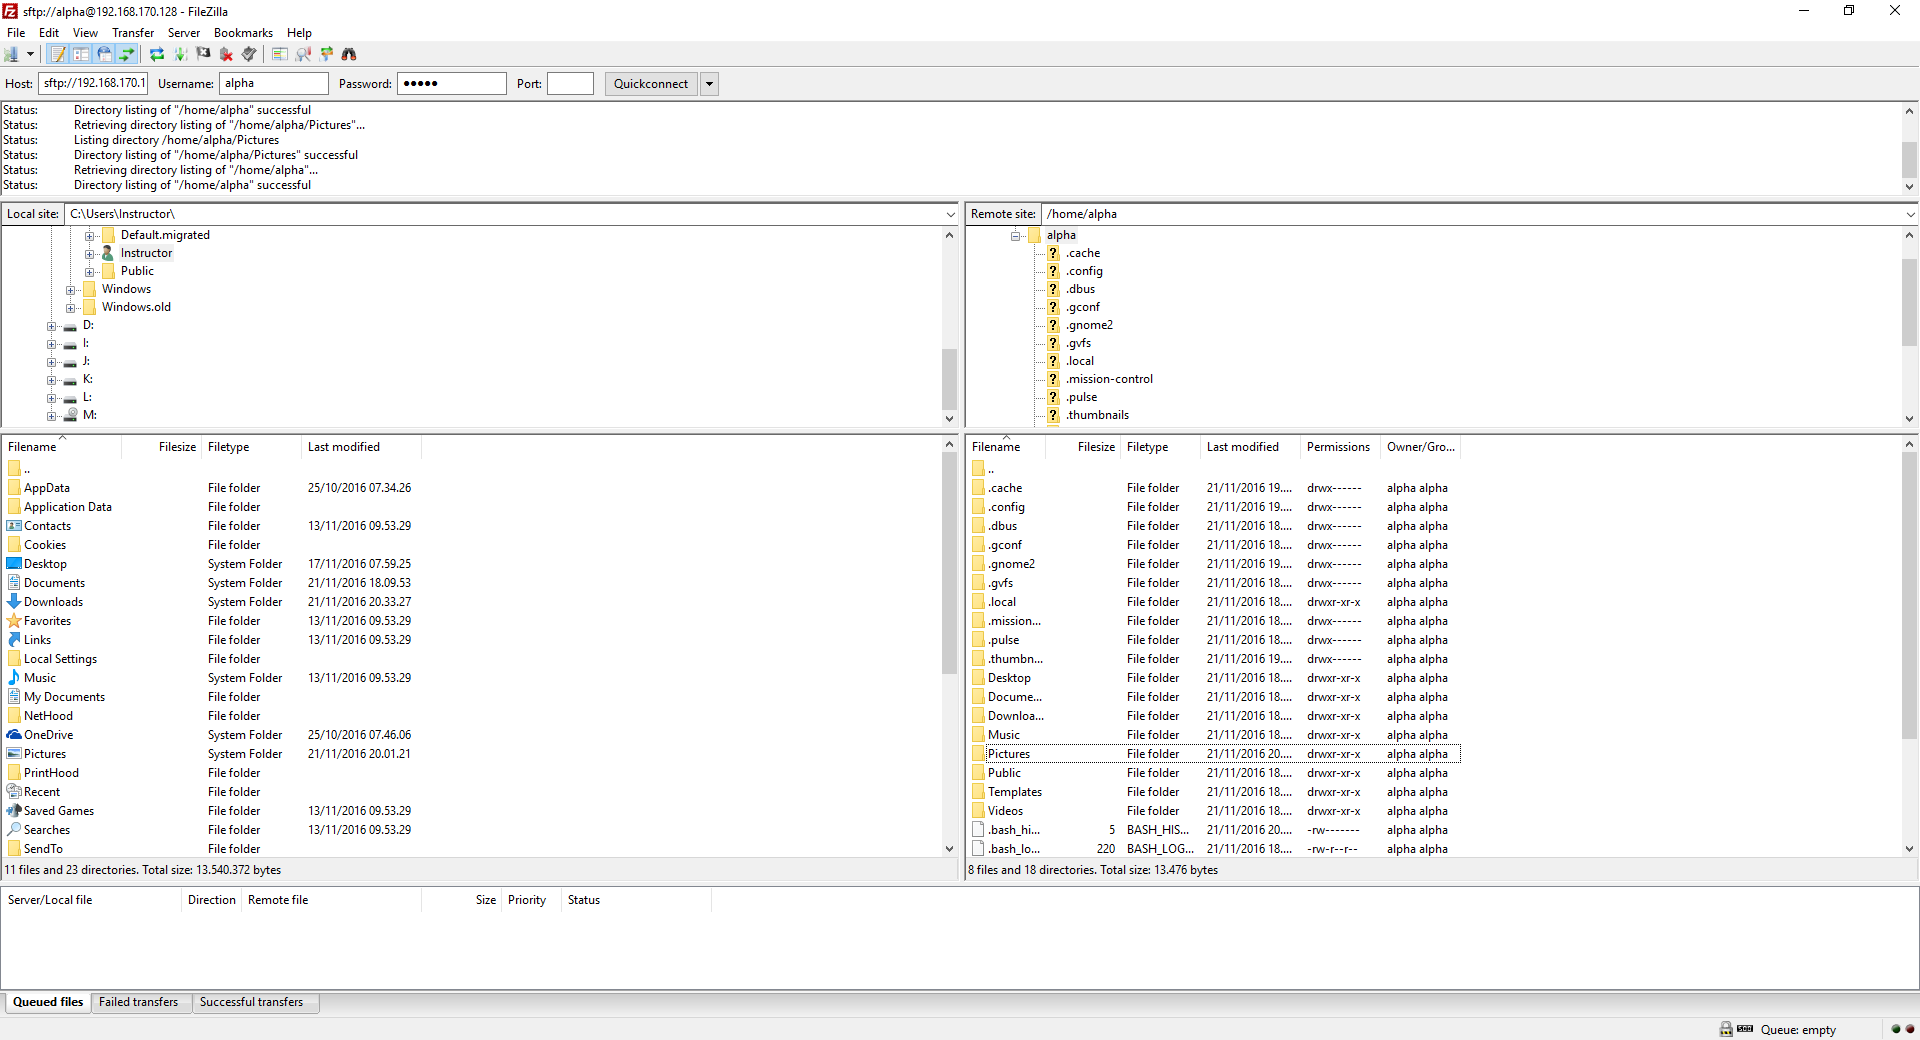 sftp://alpha@192.168.170.128 - FileZilla
File Edit View Transfer Server Bookmarks Help
Host: sftp://192.168.170.1 Username: alpha Password: ●●●●● Port: Quickconnect
Status: Directory listing of "/home/alpha" successful
Status: Retrieving directory listing of "/home/alpha/Pictures"...
Status: Listing directory /home/alpha/Pictures
Status: Directory listing of "/home/alpha/Pictures" successful
Status: Retrieving directory listing of "/home/alpha"...
Status: Directory listing of "/home/alpha" successful
Local site: C:\Users\Instructor\
Default.migrated
Instructor
Public
Windows
Windows.old
D:
I:
J:
K:
L:
M:
Filename Filesize Filetype Last modified
..
AppData File folder 25/10/2016 07.34.26
Application Data File folder
Contacts File folder 13/11/2016 09.53.29
Cookies File folder
Desktop System Folder 17/11/2016 07.59.25
Documents System Folder 21/11/2016 18.09.53
Downloads System Folder 21/11/2016 20.33.27
Favorites File folder 13/11/2016 09.53.29
Links File folder 13/11/2016 09.53.29
Local Settings File folder
Music System Folder 13/11/2016 09.53.29
My Documents File folder
NetHood File folder
OneDrive System Folder 25/10/2016 07.46.06
Pictures System Folder 21/11/2016 20.01.21
PrintHood File folder
Recent File folder
Saved Games File folder 13/11/2016 09.53.29
Searches File folder 13/11/2016 09.53.29
SendTo File folder
11 files and 23 directories. Total size: 13.540.372 bytes
Remote site: /home/alpha
alpha
.cache
.config
.dbus
.gconf
.gnome2
.gvfs
.local
.mission-control
.pulse
.thumbnails
Filename Filesize Filetype Last modified Permissions Owner/Gro...
..
.cache File folder 21/11/2016 19.... drwx------ alpha alpha
.config File folder 21/11/2016 19.... drwx------ alpha alpha
.dbus File folder 21/11/2016 18.... drwx------ alpha alpha
.gconf File folder 21/11/2016 18.... drwx------ alpha alpha
.gnome2 File folder 21/11/2016 19.... drwx------ alpha alpha
.gvfs File folder 21/11/2016 18.... drwx------ alpha alpha
.local File folder 21/11/2016 18.... drwxr-xr-x alpha alpha
.mission... File folder 21/11/2016 18.... drwx------ alpha alpha
.pulse File folder 21/11/2016 18.... drwx------ alpha alpha
.thumbn... File folder 21/11/2016 19.... drwx------ alpha alpha
Desktop File folder 21/11/2016 18.... drwxr-xr-x alpha alpha
Docume... File folder 21/11/2016 18.... drwxr-xr-x alpha alpha
Downloa... File folder 21/11/2016 18.... drwxr-xr-x alpha alpha
Music File folder 21/11/2016 18.... drwxr-xr-x alpha alpha
Pictures File folder 21/11/2016 20.... drwxr-xr-x alpha alpha
Public File folder 21/11/2016 18.... drwxr-xr-x alpha alpha
Templates File folder 21/11/2016 18.... drwxr-xr-x alpha alpha
Videos File folder 21/11/2016 18.... drwxr-xr-x alpha alpha
.bash_hi... 5 BASH_HIS... 21/11/2016 20.... -rw------- alpha alpha
.bash_lo... 220 BASH_LOG... 21/11/2016 18.... -rw-r--r-- alpha alpha
8 files and 18 directories. Total size: 13.476 bytes
Server/Local file Direction Remote file Size Priority Status
Queued files Failed transfers Successful transfers
Queue: empty